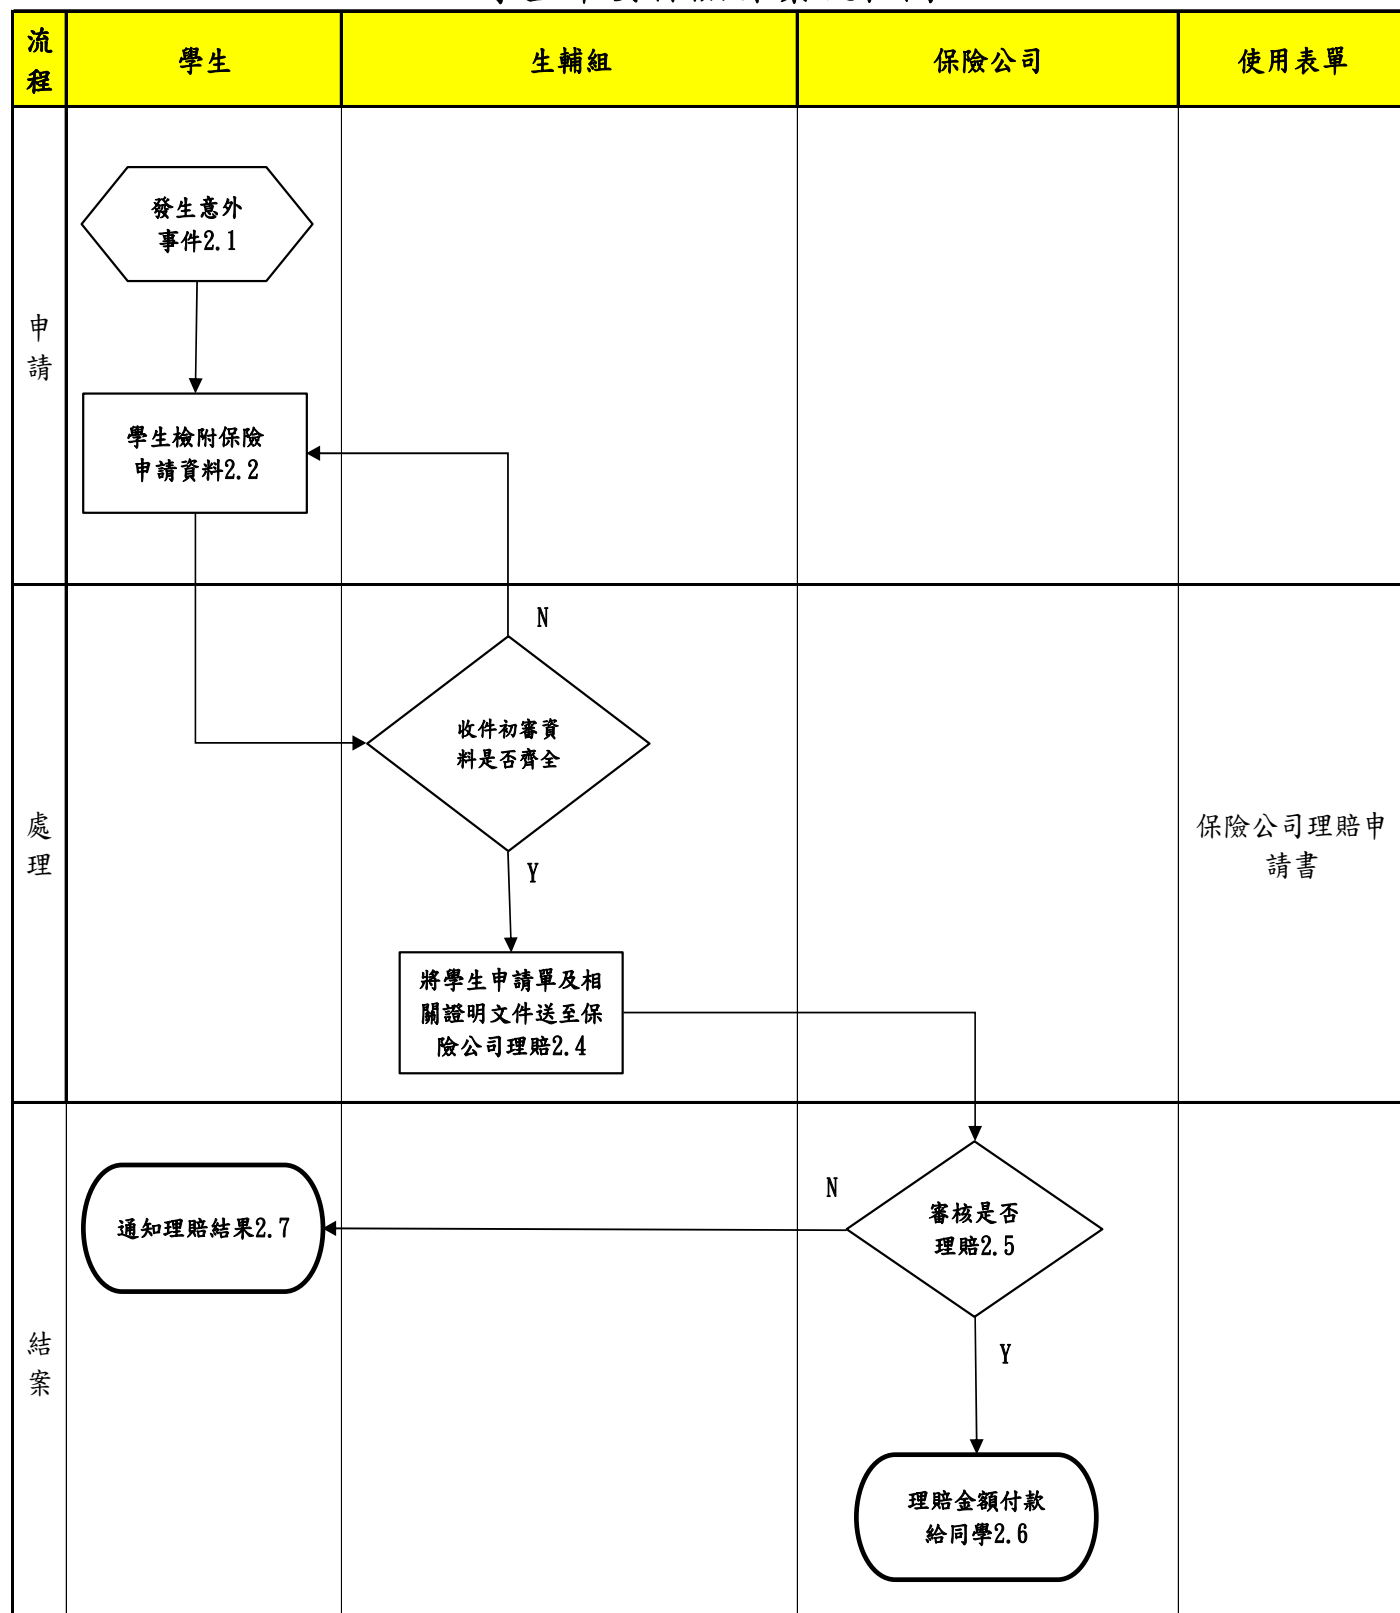 流
程
學生
生輔組
保險公司
使用表單
申
請
發生意外
事件2.1
學生檢附保險
申請資料2.2
處
理
N
收件初審資
料是否齊全
Y
將學生申請單及相
關證明文件送至保
險公司理賠2.4
保險公司理賠申
請書
結
案
通知理賠結果2.7
N
審核是否
理賠2.5
Y
理賠金額付款
給同學2.6